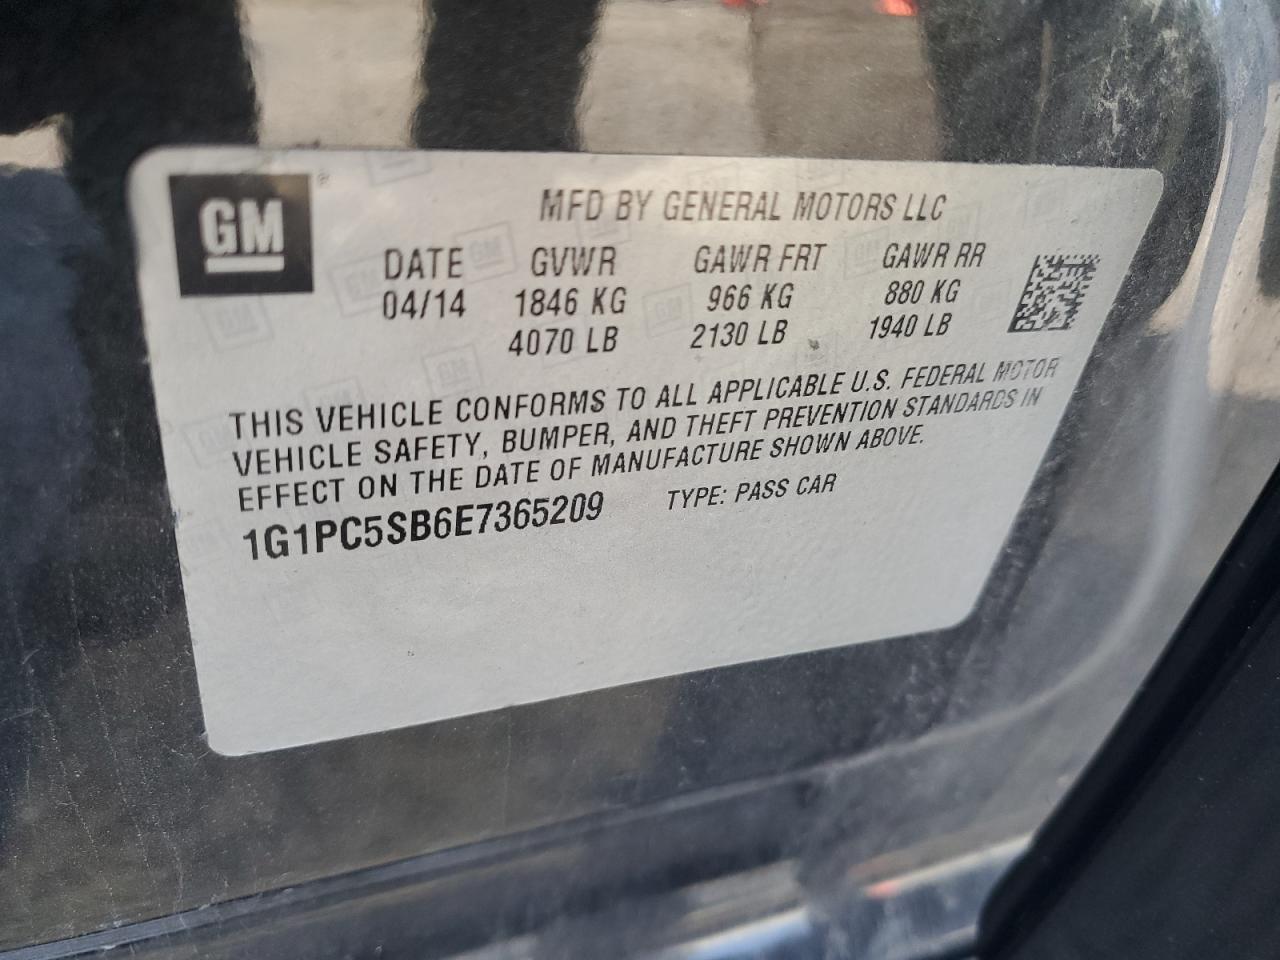 GM
MFD BY GENERAL MOTORS LLC
DATE GVWR GAWR FRT GAWR RR
04/14 1846 KG 966 KG 880 KG
4070 LB 2130 LB 1940 LB
THIS VEHICLE CONFORMS TO ALL APPLICABLE U.S. FEDERAL MOTOR
VEHICLE SAFETY, BUMPER, AND THEFT PREVENTION STANDARDS IN
EFFECT ON THE DATE OF MANUFACTURE SHOWN ABOVE.
1G1PC5SB6E7365209 TYPE: PASS CAR